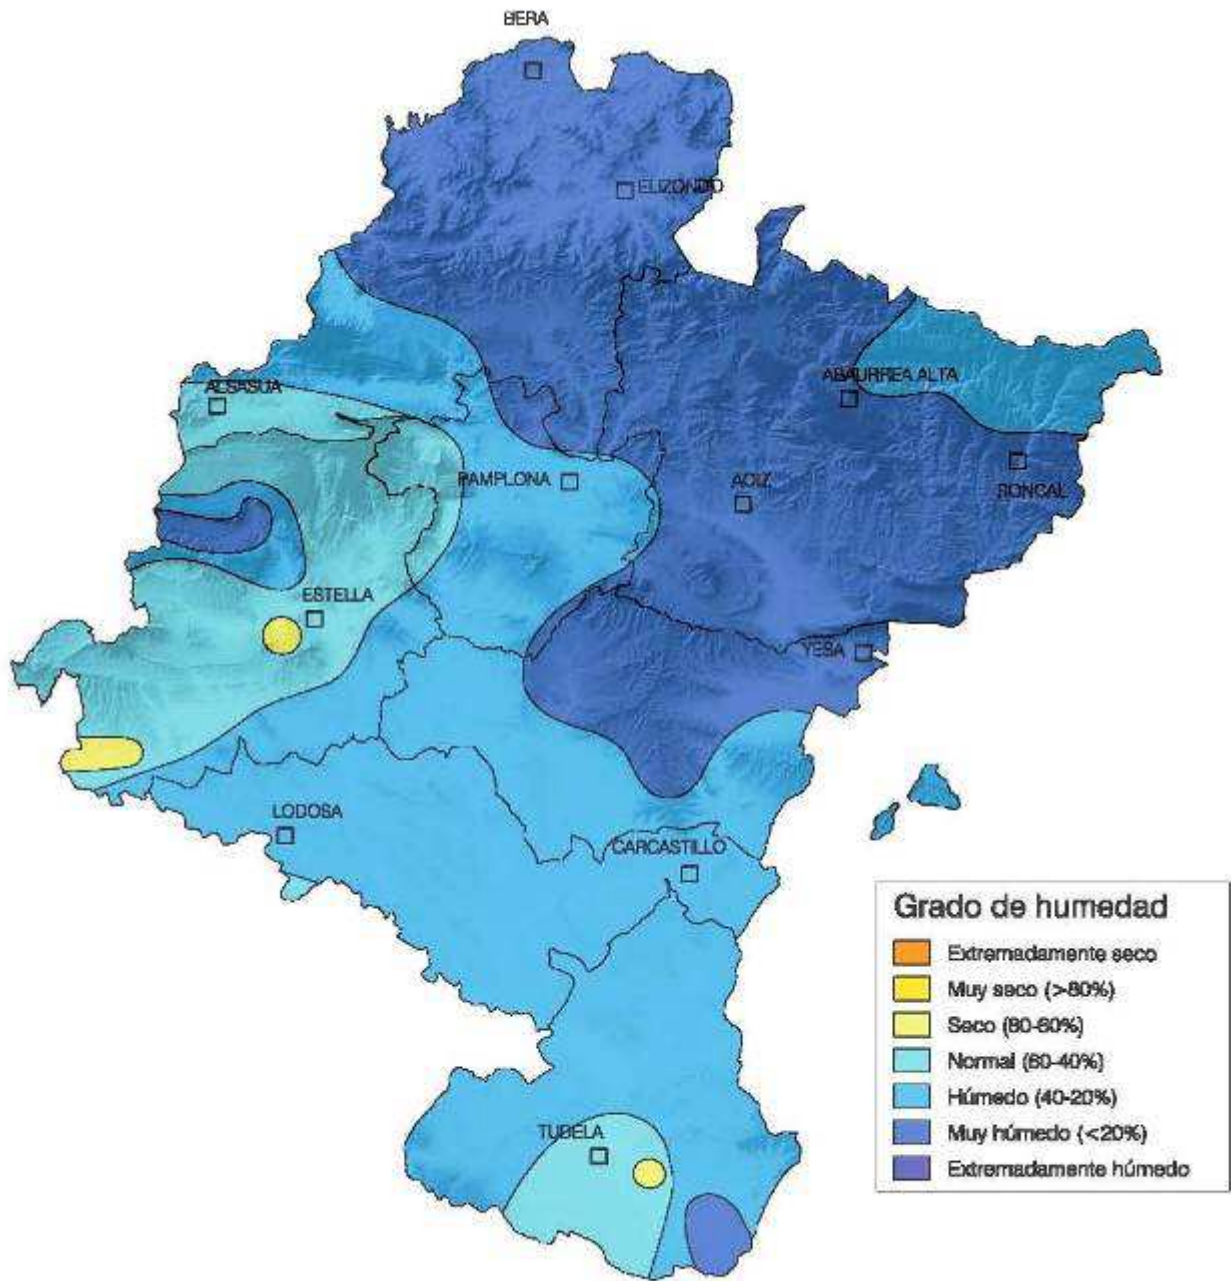 BERA
ELIZONDO
ALSASUA
ABAURREA ALTA
PAMPLONA
AOIZ
RONCAL
ESTELLA
YESA
LODOSA
CARCASTILLO
TUDELA
Grado de humedad
Extremadamente seco
Muy seco (>80%)
Seco (80-60%)
Normal (60-40%)
Húmedo (40-20%)
Muy húmedo (<20%)
Extremadamente húmedo